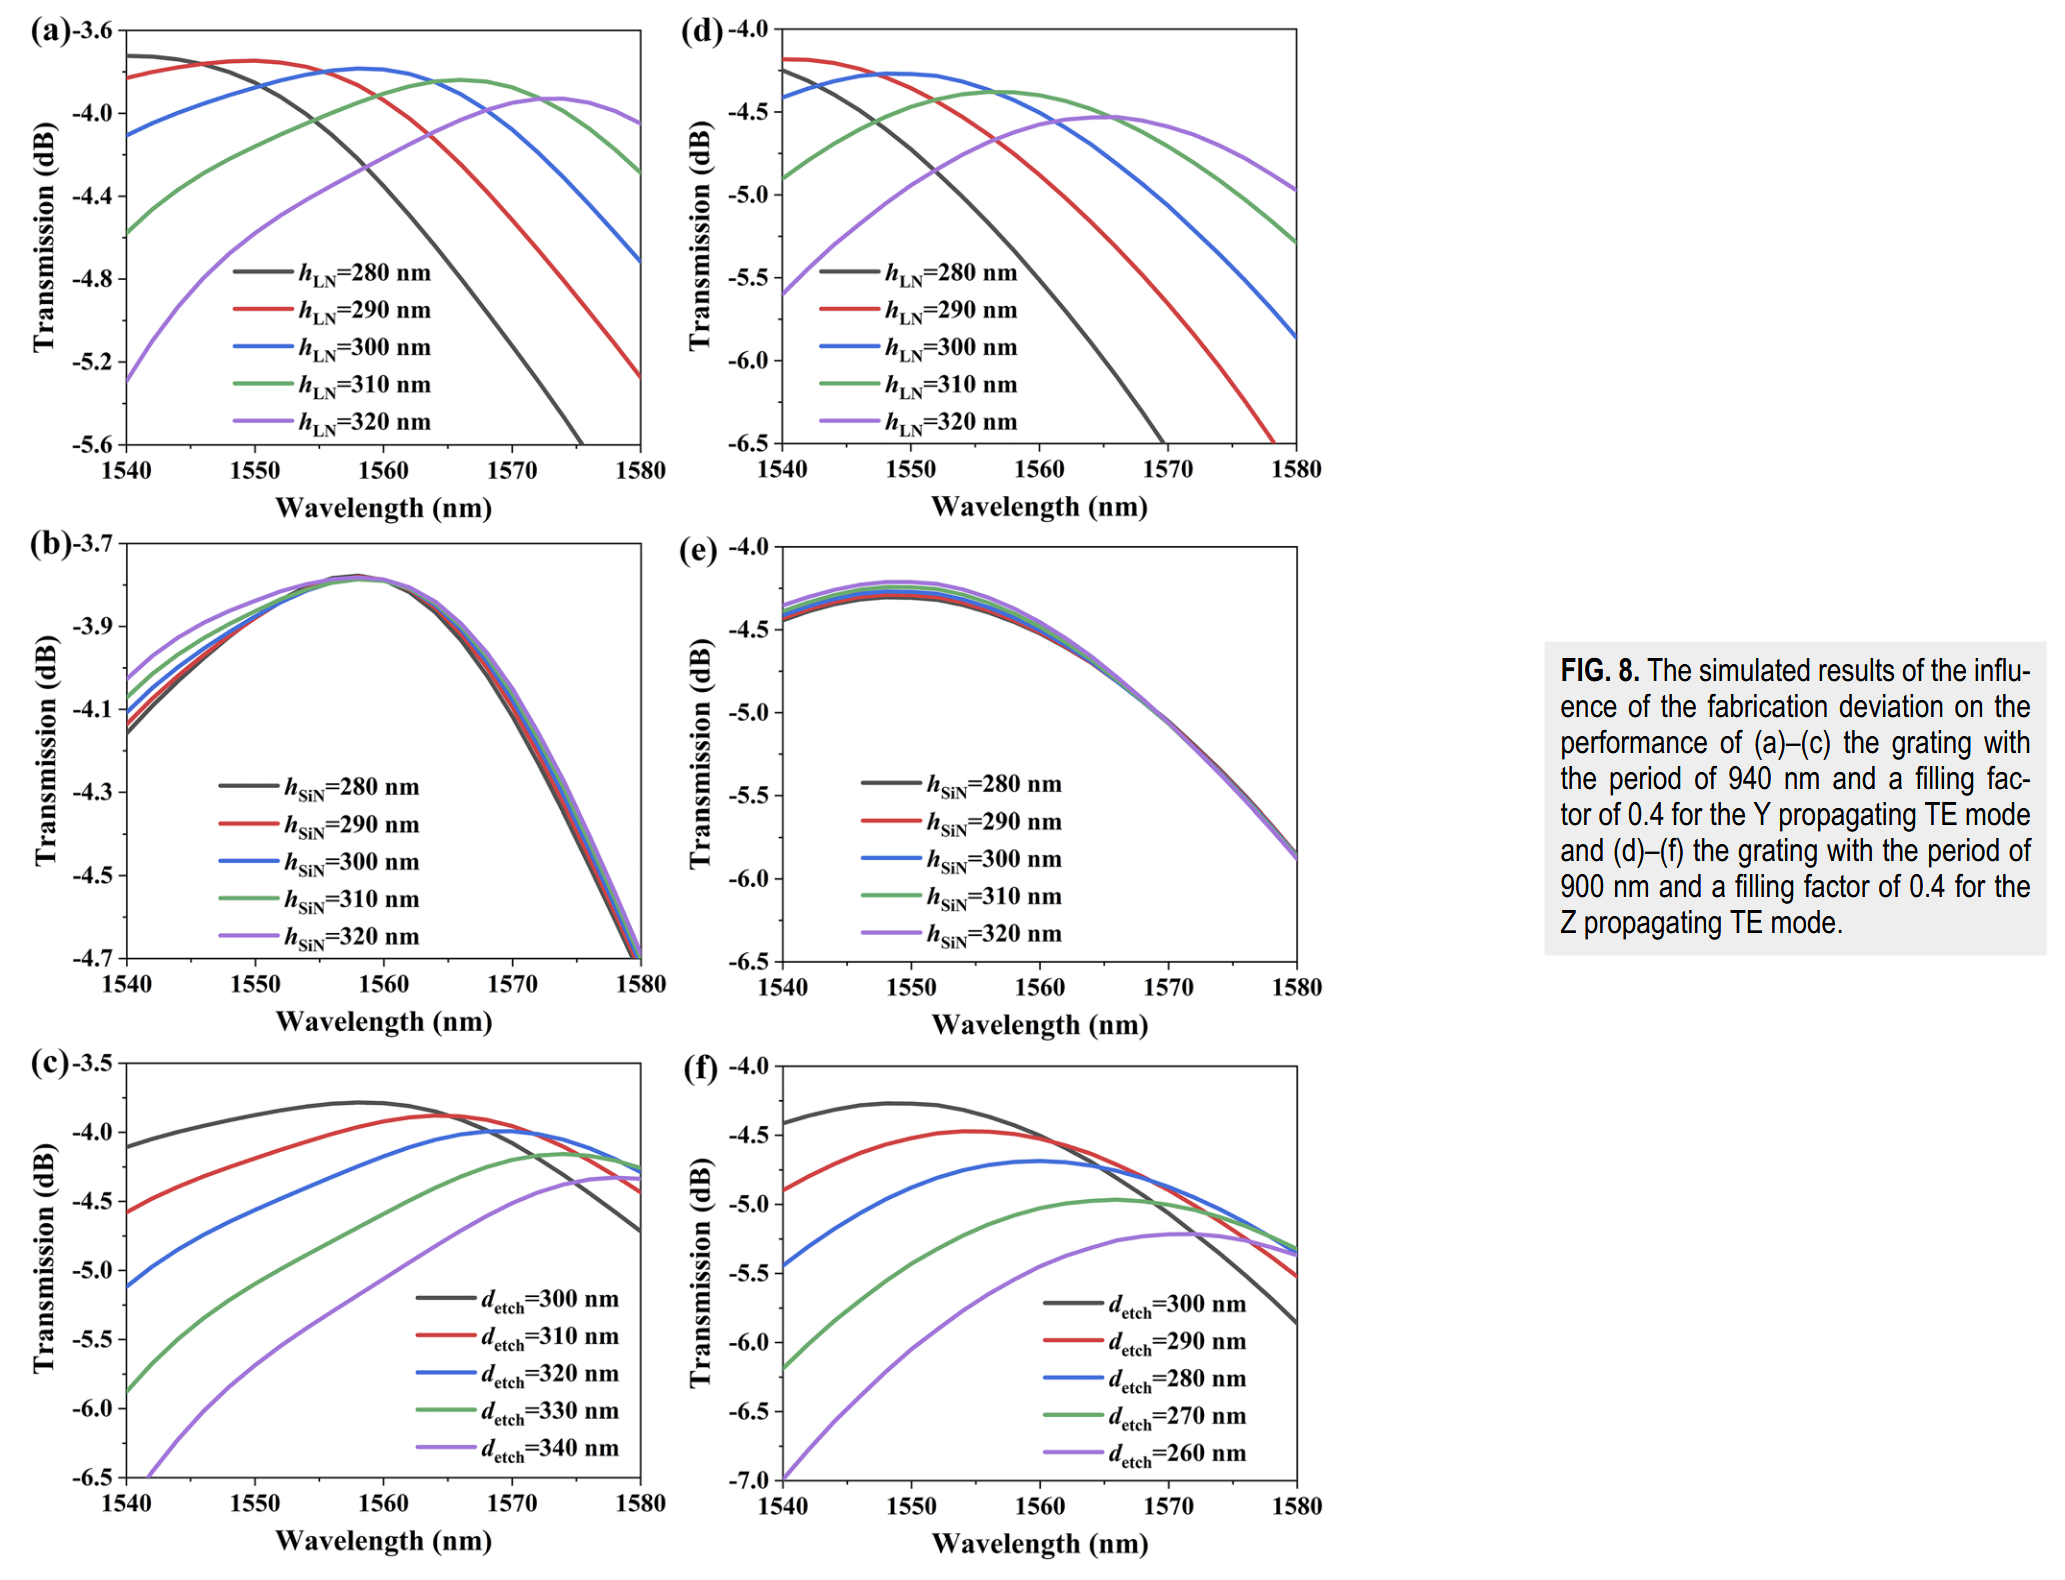 (a)
-3.6
-4.0
-4.4
-4.8
-5.2
-5.6
Transmission (dB)
hLN=280 nm
hLN=290 nm
hLN=300 nm
hLN=310 nm
hLN=320 nm
1540 1550 1560 1570 1580
Wavelength (nm)
(d)
-4.0
-4.5
-5.0
-5.5
-6.0
-6.5
Transmission (dB)
hLN=280 nm
hLN=290 nm
hLN=300 nm
hLN=310 nm
hLN=320 nm
1540 1550 1560 1570 1580
Wavelength (nm)
(b)
-3.7
-3.9
-4.1
-4.3
-4.5
-4.7
Transmission (dB)
hSiN=280 nm
hSiN=290 nm
hSiN=300 nm
hSiN=310 nm
hSiN=320 nm
1540 1550 1560 1570 1580
Wavelength (nm)
(e)
-4.0
-4.5
-5.0
-5.5
-6.0
-6.5
Transmission (dB)
hSiN=280 nm
hSiN=290 nm
hSiN=300 nm
hSiN=310 nm
hSiN=320 nm
1540 1550 1560 1570 1580
Wavelength (nm)
(c)
-3.5
-4.0
-4.5
-5.0
-5.5
-6.0
-6.5
Transmission (dB)
detch=300 nm
detch=310 nm
detch=320 nm
detch=330 nm
detch=340 nm
1540 1550 1560 1570 1580
Wavelength (nm)
(f)
-4.0
-4.5
-5.0
-5.5
-6.0
-6.5
-7.0
Transmission (dB)
detch=300 nm
detch=290 nm
detch=280 nm
detch=270 nm
detch=260 nm
1540 1550 1560 1570 1580
Wavelength (nm)
FIG. 8. The simulated results of the influ-
ence of the fabrication deviation on the
performance of (a)–(c) the grating with
the period of 940 nm and a filling fac-
tor of 0.4 for the Y propagating TE mode
and (d)–(f) the grating with the period of
900 nm and a filling factor of 0.4 for the
Z propagating TE mode.